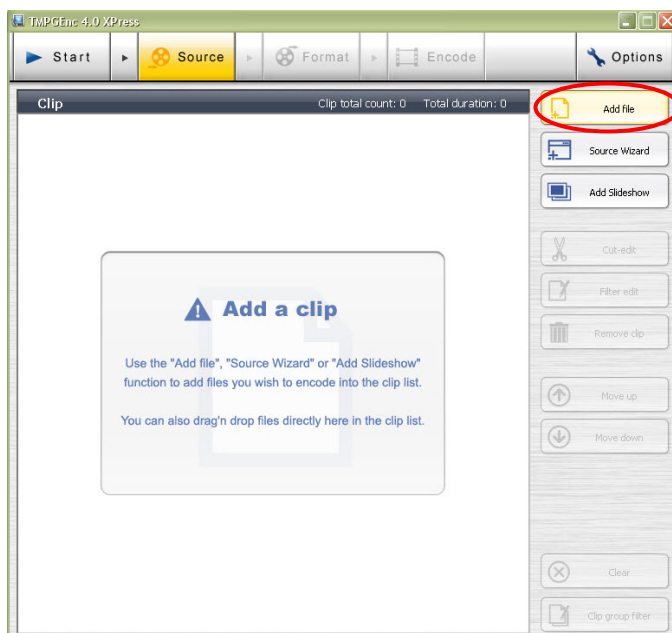 TMPGEnc 4.0 XPress
Start
Source
Format
Encode
Options
Clip
Clip total count: 0 Total duration: 0
Add file
Source Wizard
Add Slideshow
Cut-edit
Filter edit
Remove clip
Move up
Move down
Clear
Clip group filter
Add a clip
Use the "Add file", "Source Wizard" or "Add Slideshow"
function to add files you wish to encode into the clip list.
You can also drag'n drop files directly here in the clip list.